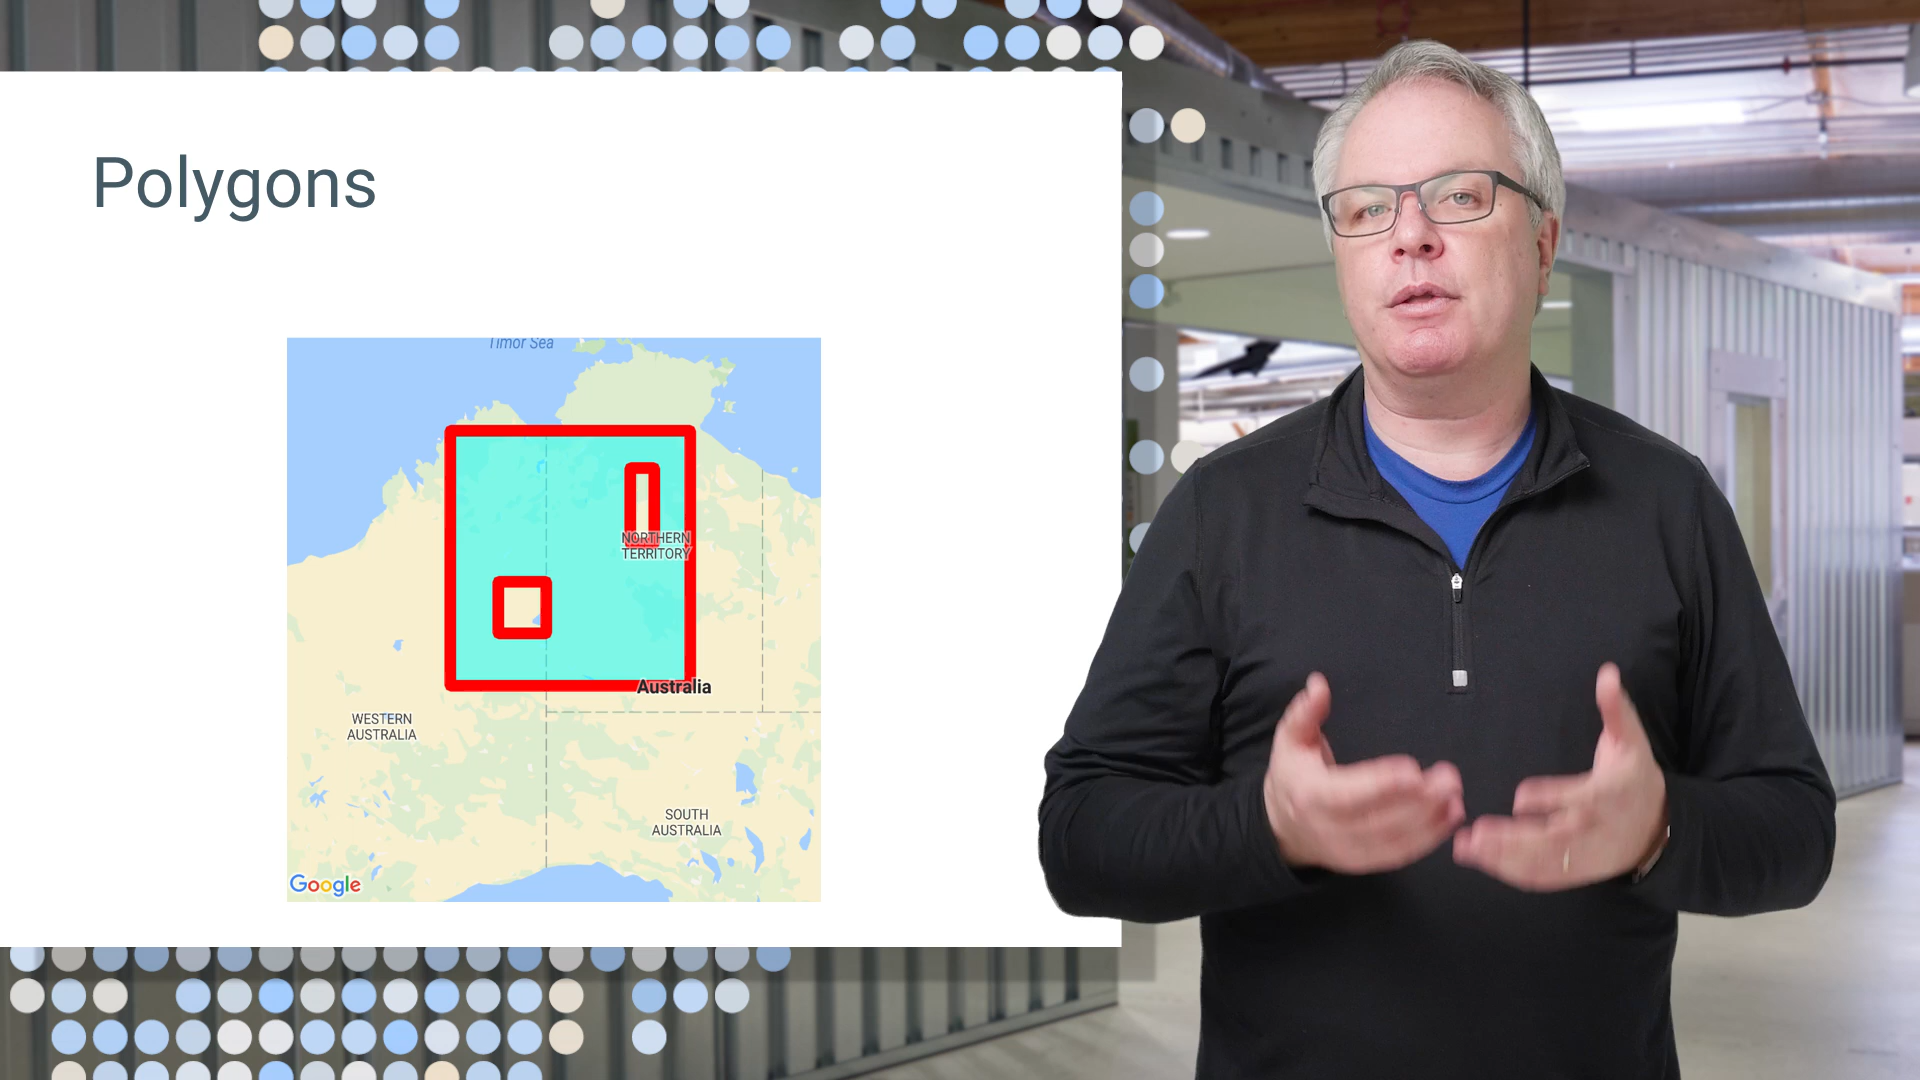 Polygons
Timor Sea
NORTHERN
TERRITORY
Australia
WESTERN
AUSTRALIA
SOUTH
AUSTRALIA
Google